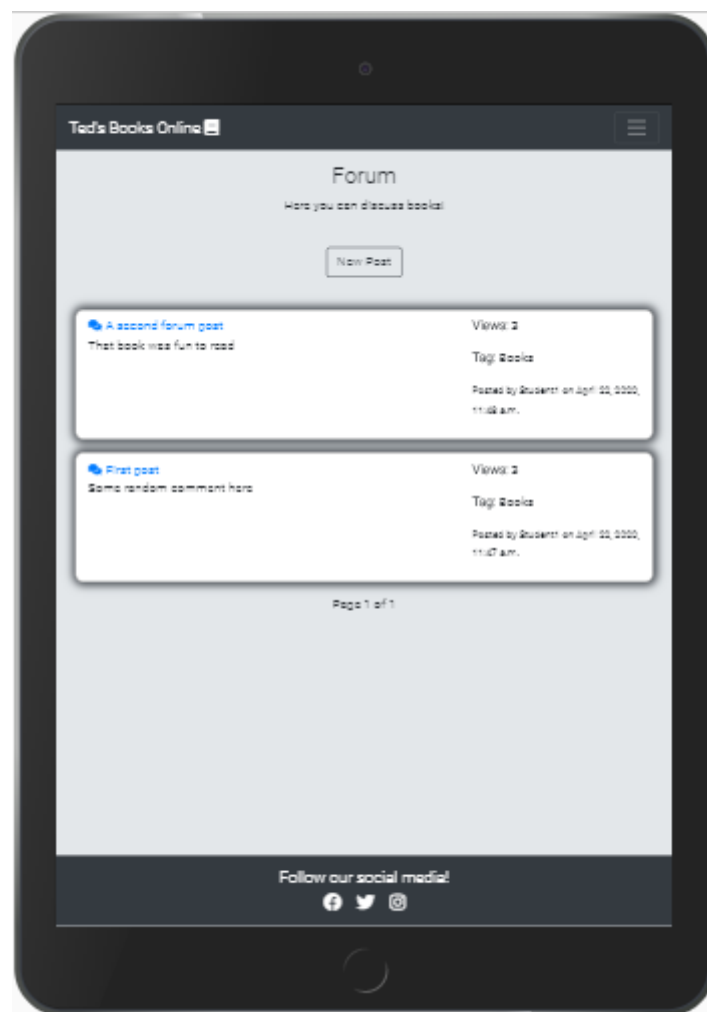 Ted's Books Online
Forum
Here you can discuss books!
New Post
A second forum post
That book was fun to read
Views: 3
Tag: Books
Posted by Student1 on April 22, 2020,
11:48 a.m.
First post
Some random comment here
Views: 3
Tag: Books
Posted by Student1 on April 22, 2020,
11:47 a.m.
Page 1 of 1
Follow our social media!